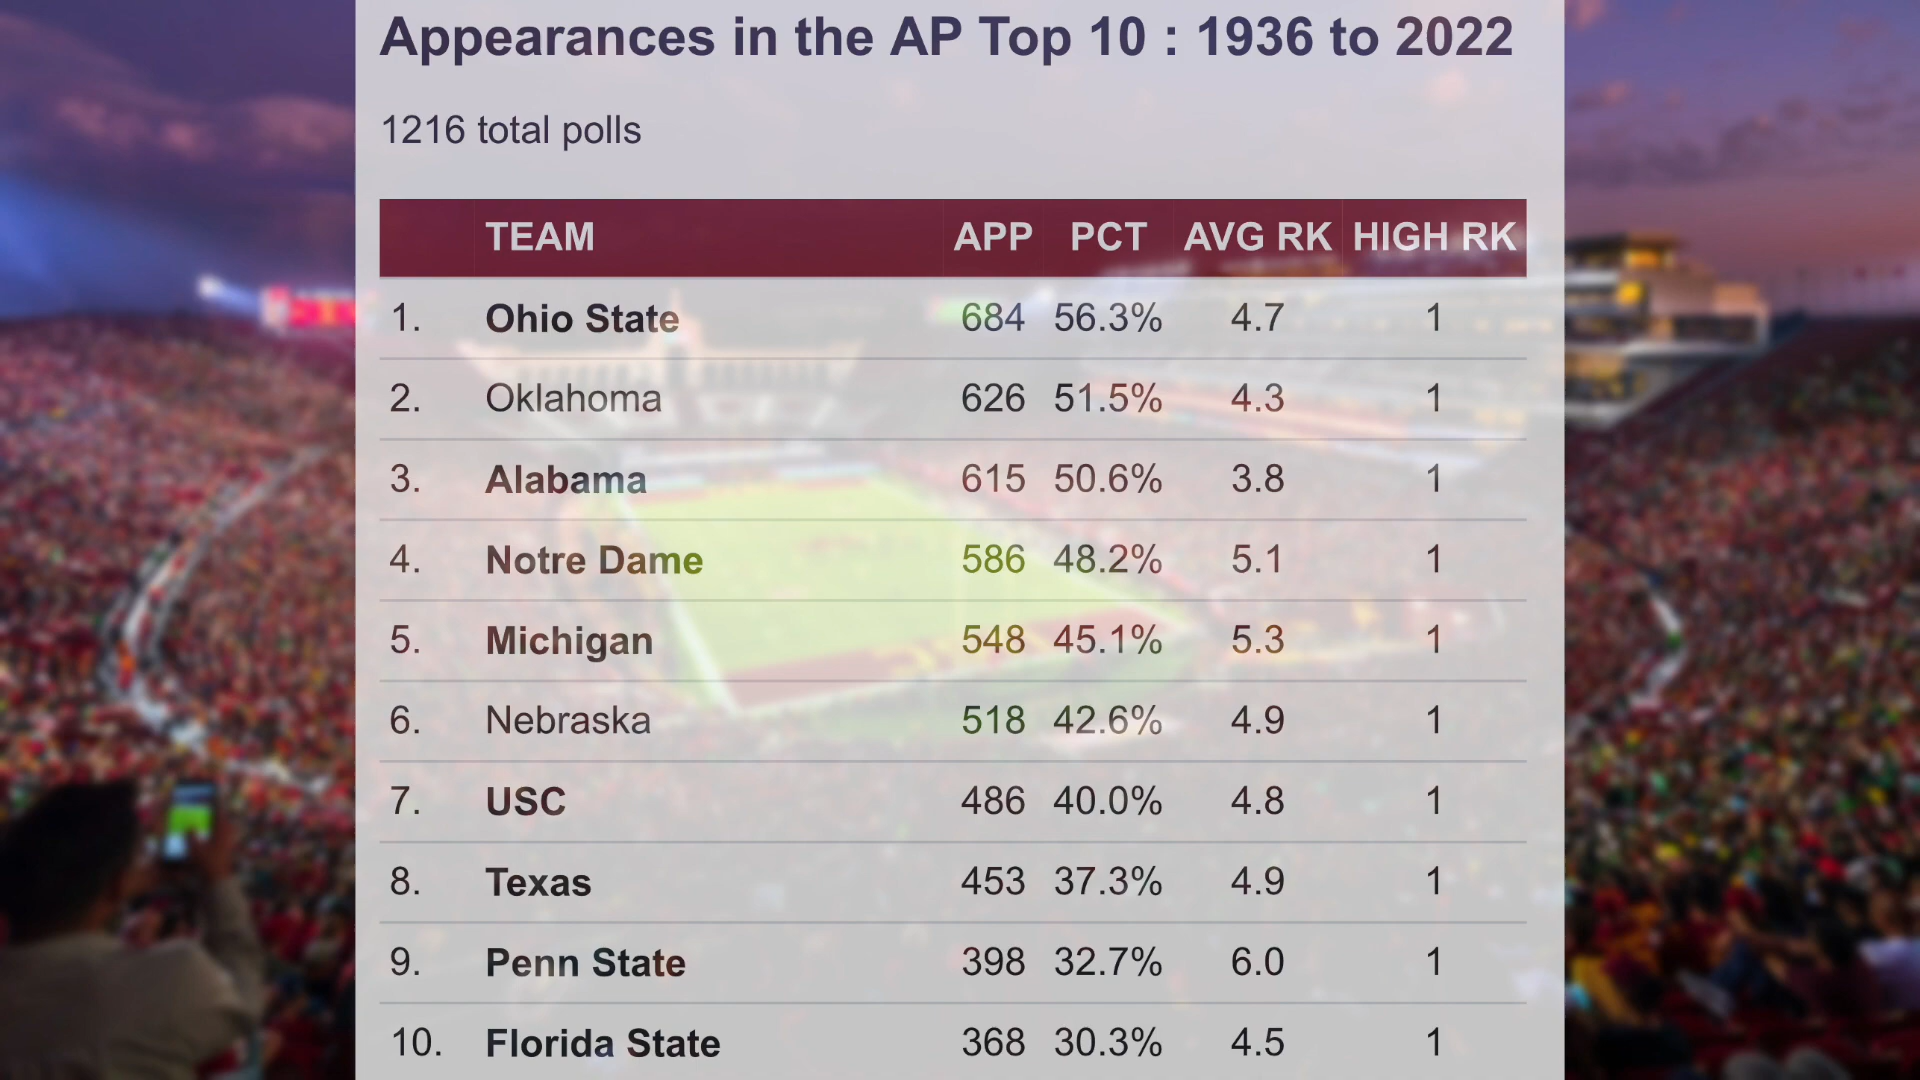 Appearances in the AP Top 10 : 1936 to 2022
1216 total polls
TEAM APP PCT AVG RK HIGH RK
1. Ohio State 684 56.3% 4.7 1
2. Oklahoma 626 51.5% 4.3 1
3. Alabama 615 50.6% 3.8 1
4. Notre Dame 586 48.2% 5.1 1
5. Michigan 548 45.1% 5.3 1
6. Nebraska 518 42.6% 4.9 1
7. USC 486 40.0% 4.8 1
8. Texas 453 37.3% 4.9 1
9. Penn State 398 32.7% 6.0 1
10. Florida State 368 30.3% 4.5 1